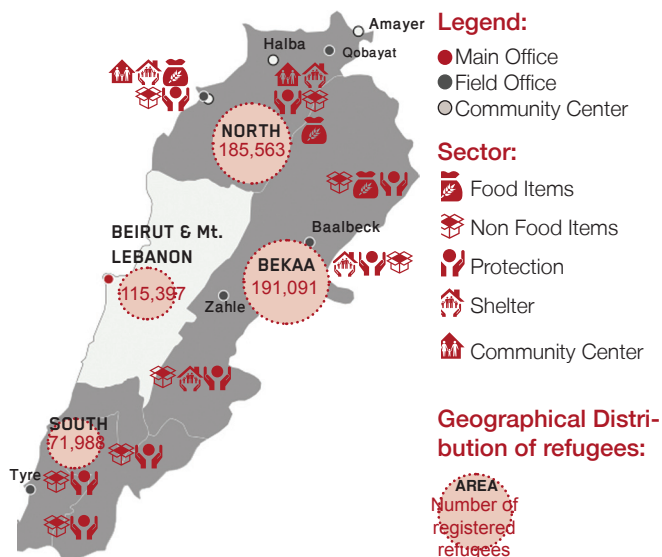 Amayer
Halba
Qobayat
NORTH
185,563
BEIRUT & Mt.
LEBANON
115,397
Baalbeck
BEKAA
191,091
Zahle
SOUTH
71,988
Tyre
Legend:
Main Office
Field Office
Community Center
Sector:
Food Items
Non Food Items
Protection
Shelter
Community Center
Geographical Distri-
bution of refugees:
AREA
Number of
registered
refugees